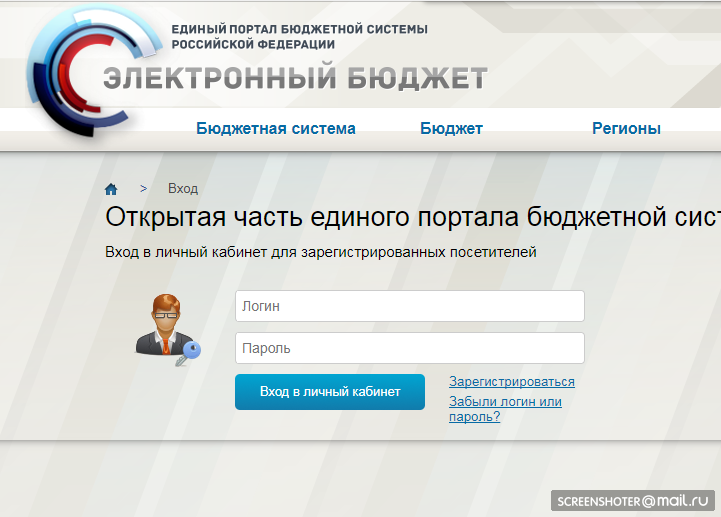 ЕДИНЫЙ ПОРТАЛ БЮДЖЕТНОЙ СИСТЕМЫ
РОССИЙСКОЙ ФЕДЕРАЦИИ
ЭЛЕКТРОННЫЙ БЮДЖЕТ
Бюджетная система Бюджет Регионы
> Вход
Открытая часть единого портала бюджетной сист
Вход в личный кабинет для зарегистрированных посетителей
Логин
Пароль
Вход в личный кабинет
Зарегистрироваться
Забыли логин или
пароль?
SCREENSHOTER@mail.ru